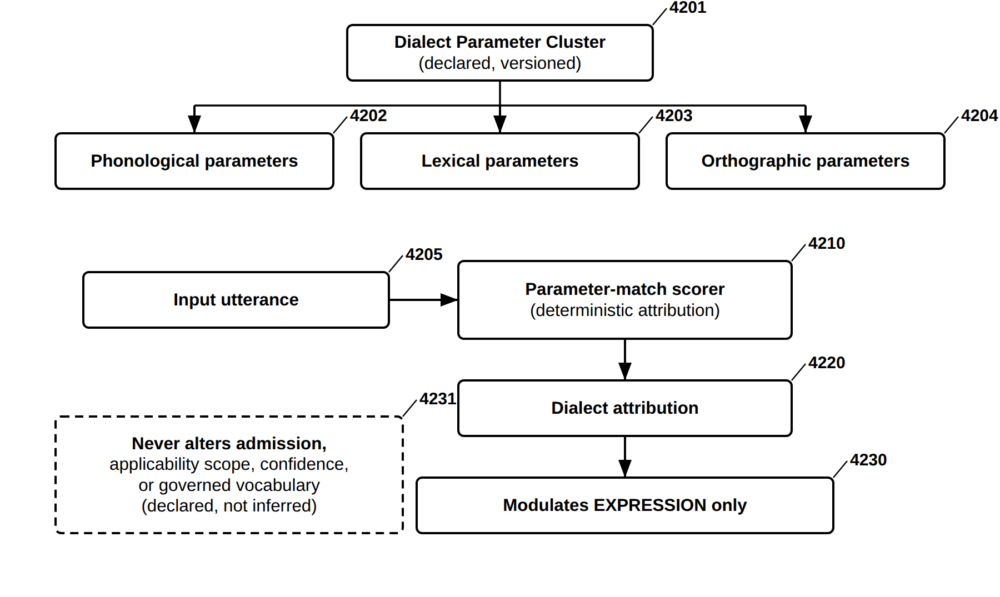 4201
Dialect Parameter Cluster
(declared, versioned)
4202
4203
4204
Phonological parameters
Lexical parameters
Orthographic parameters
4205
4210
Input utterance
Parameter-match scorer
(deterministic attribution)
4220
4231
Dialect attribution
Never alters admission,
applicability scope, confidence,
or governed vocabulary
(declared, not inferred)
4230
Modulates EXPRESSION only